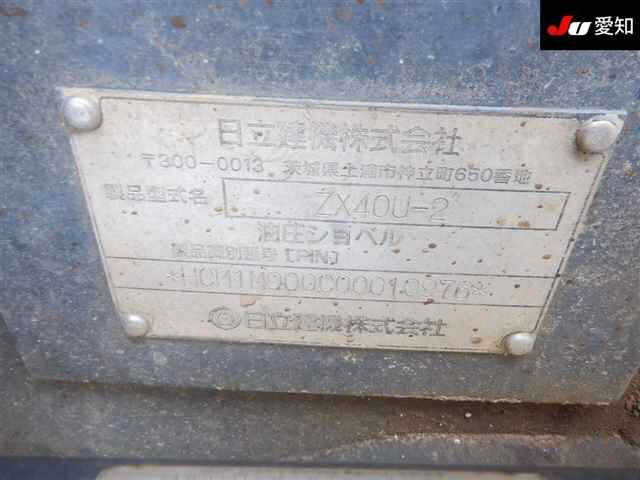 JU 愛知
日立建機株式会社
〒300-0013 茨城県土浦市神立町650番地
製品型式名 ZX40U-2
油圧ショベル
製品識別番号〔PIN〕
日立建機株式会社